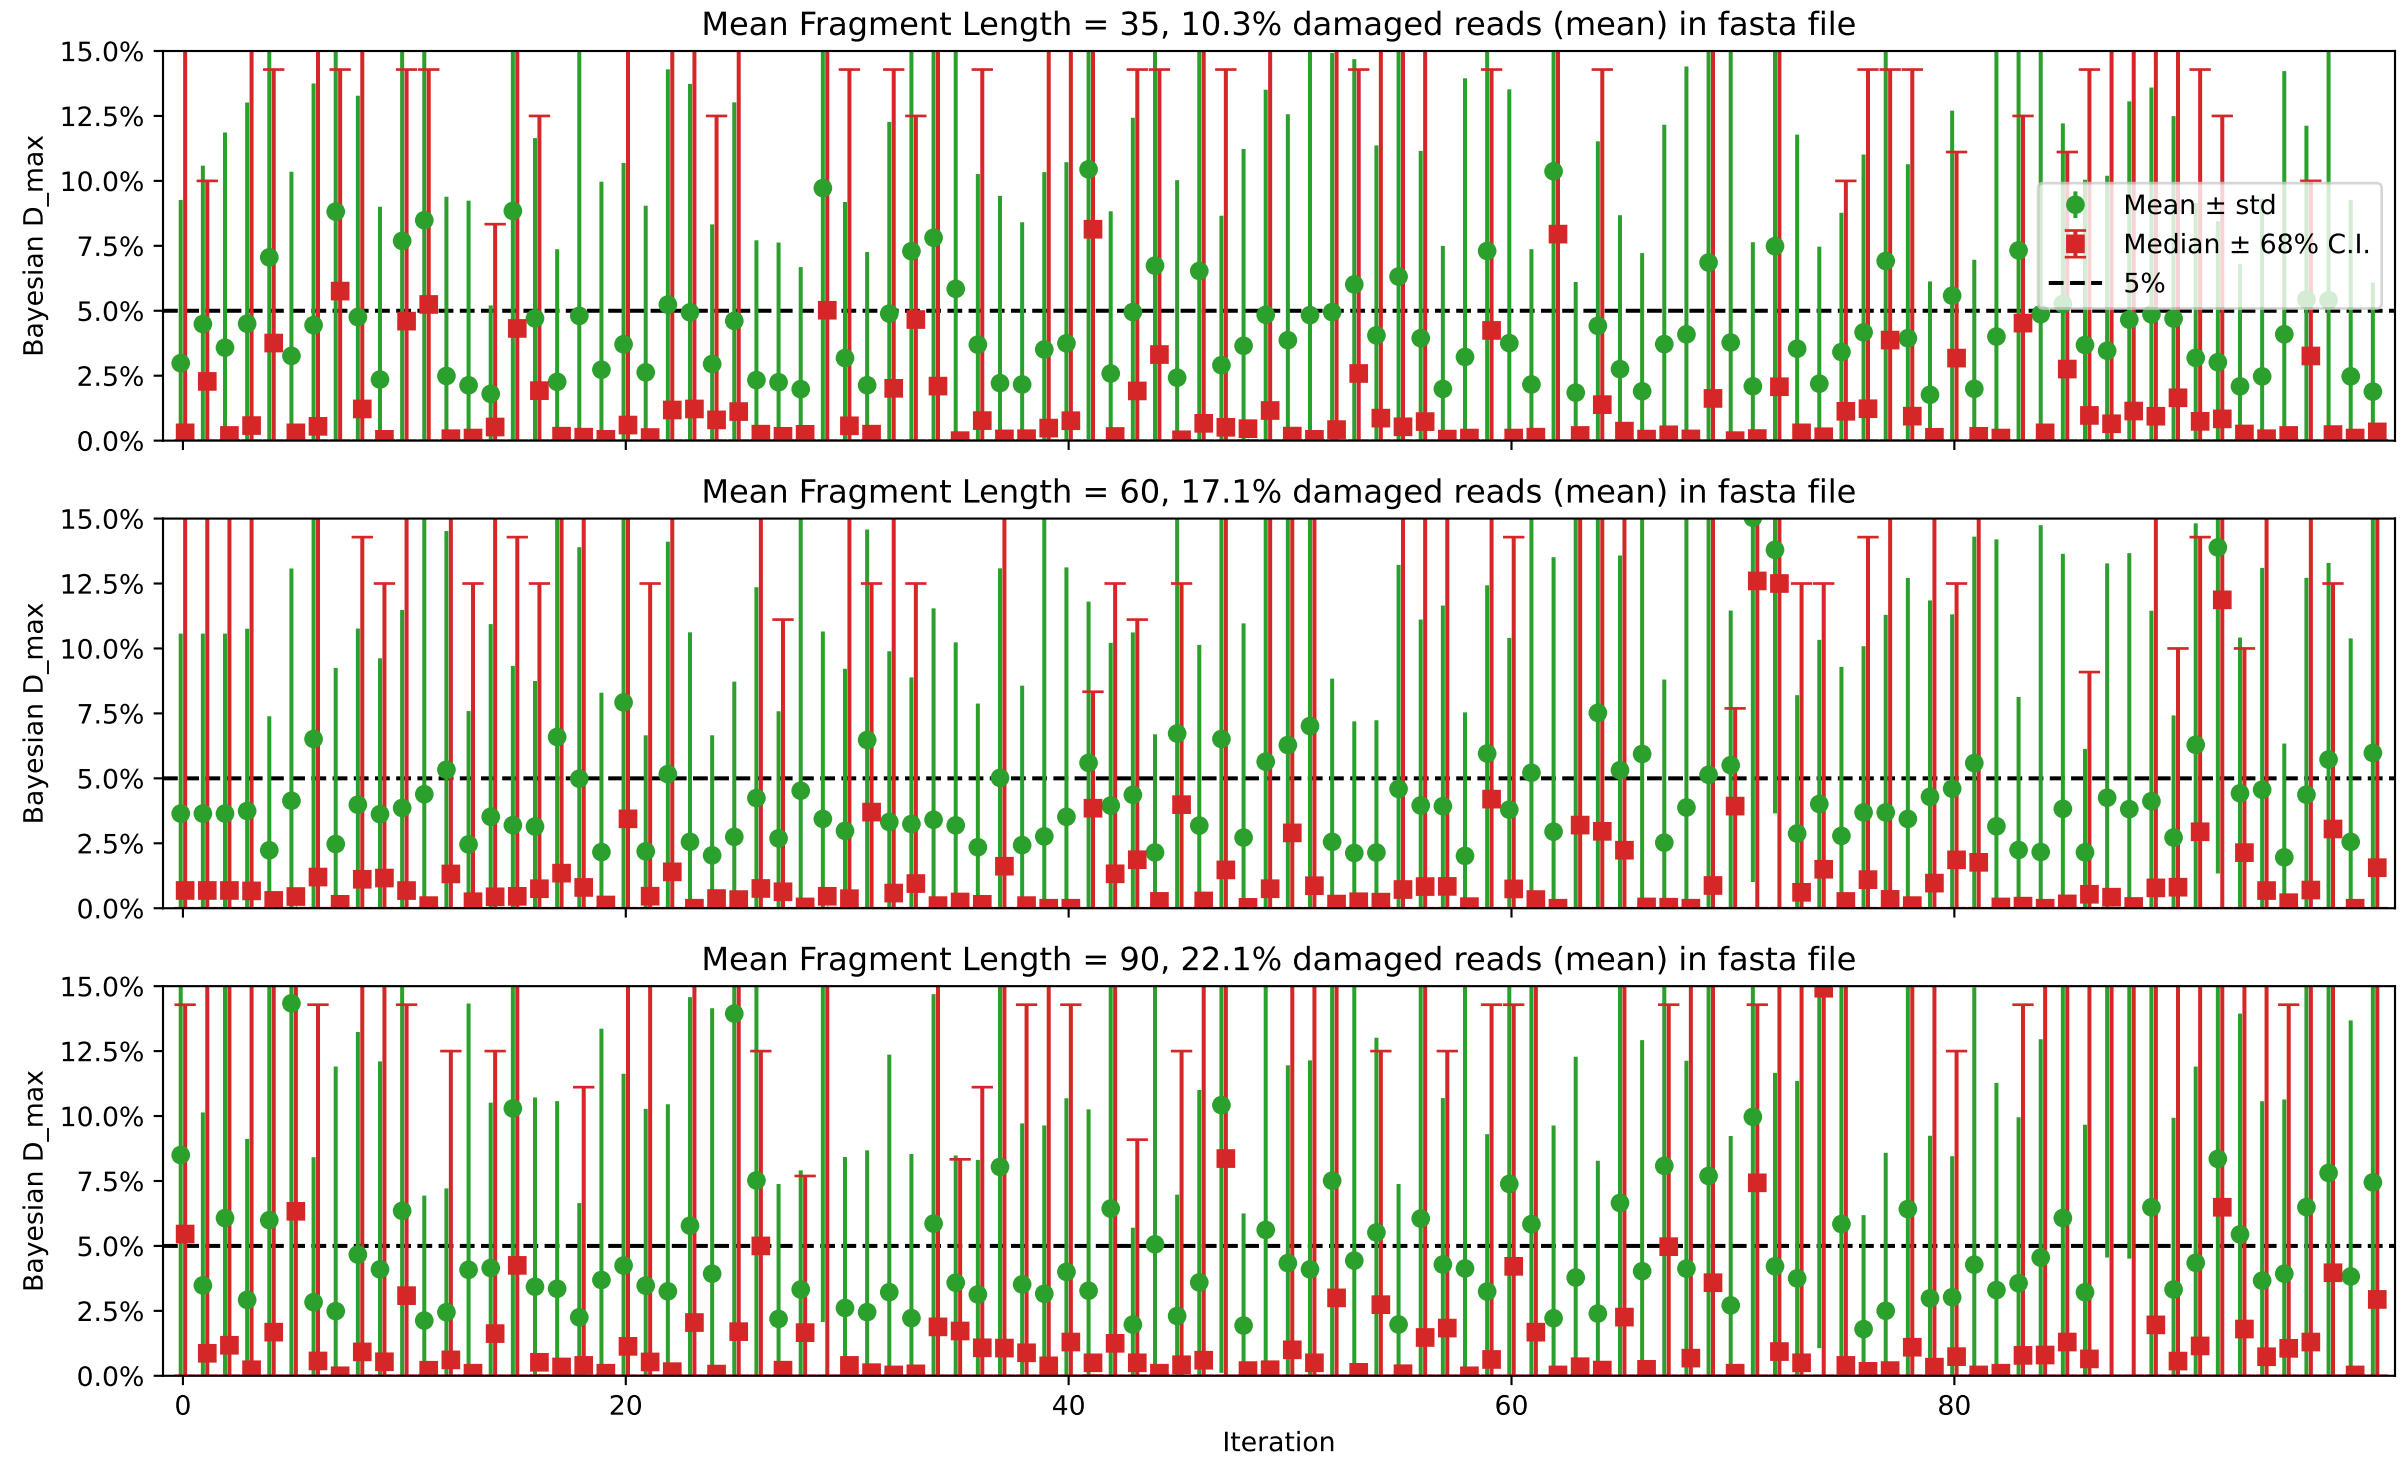 Mean Fragment Length = 35, 10.3% damaged reads (mean) in fasta file
15.0%
12.5%
10.0%
7.5%
5.0%
2.5%
0.0%
Bayesian D_max
Mean ± std
Median ± 68% C.I.
5%
Mean Fragment Length = 60, 17.1% damaged reads (mean) in fasta file
15.0%
12.5%
10.0%
7.5%
5.0%
2.5%
0.0%
Bayesian D_max
Mean Fragment Length = 90, 22.1% damaged reads (mean) in fasta file
15.0%
12.5%
10.0%
7.5%
5.0%
2.5%
0.0%
Bayesian D_max
0 20 40 60 80
Iteration